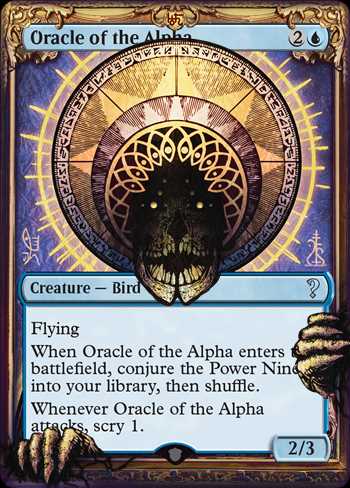 Oracle of the Alpha 2
Creature — Bird
Flying
When Oracle of the Alpha enters t
battlefield, conjure the Power Nine
into your library, then shuffle.
Whenever Oracle of the Alpha
attacks, scry 1.
2/3